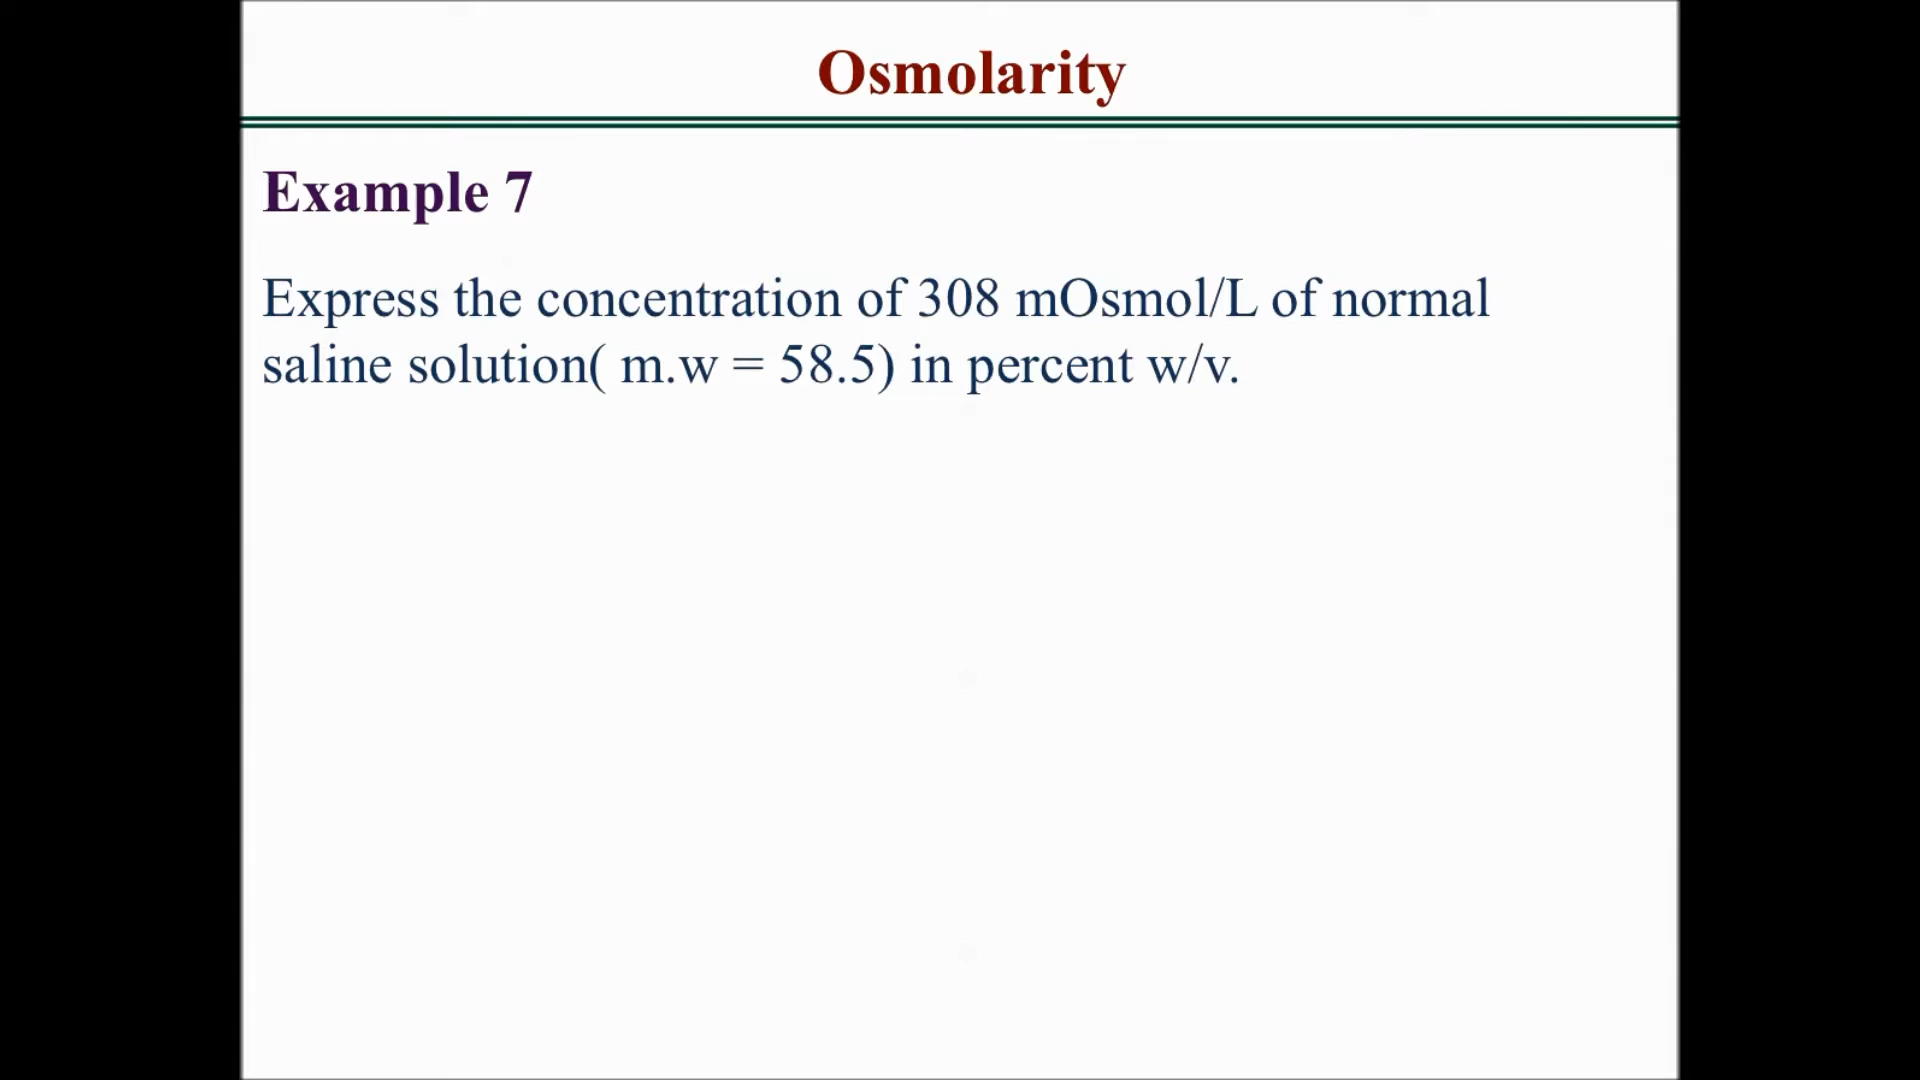 Osmolarity
Example 7
Express the concentration of 308 mOsmol/L of normal
saline solution( m.w = 58.5) in percent w/v.